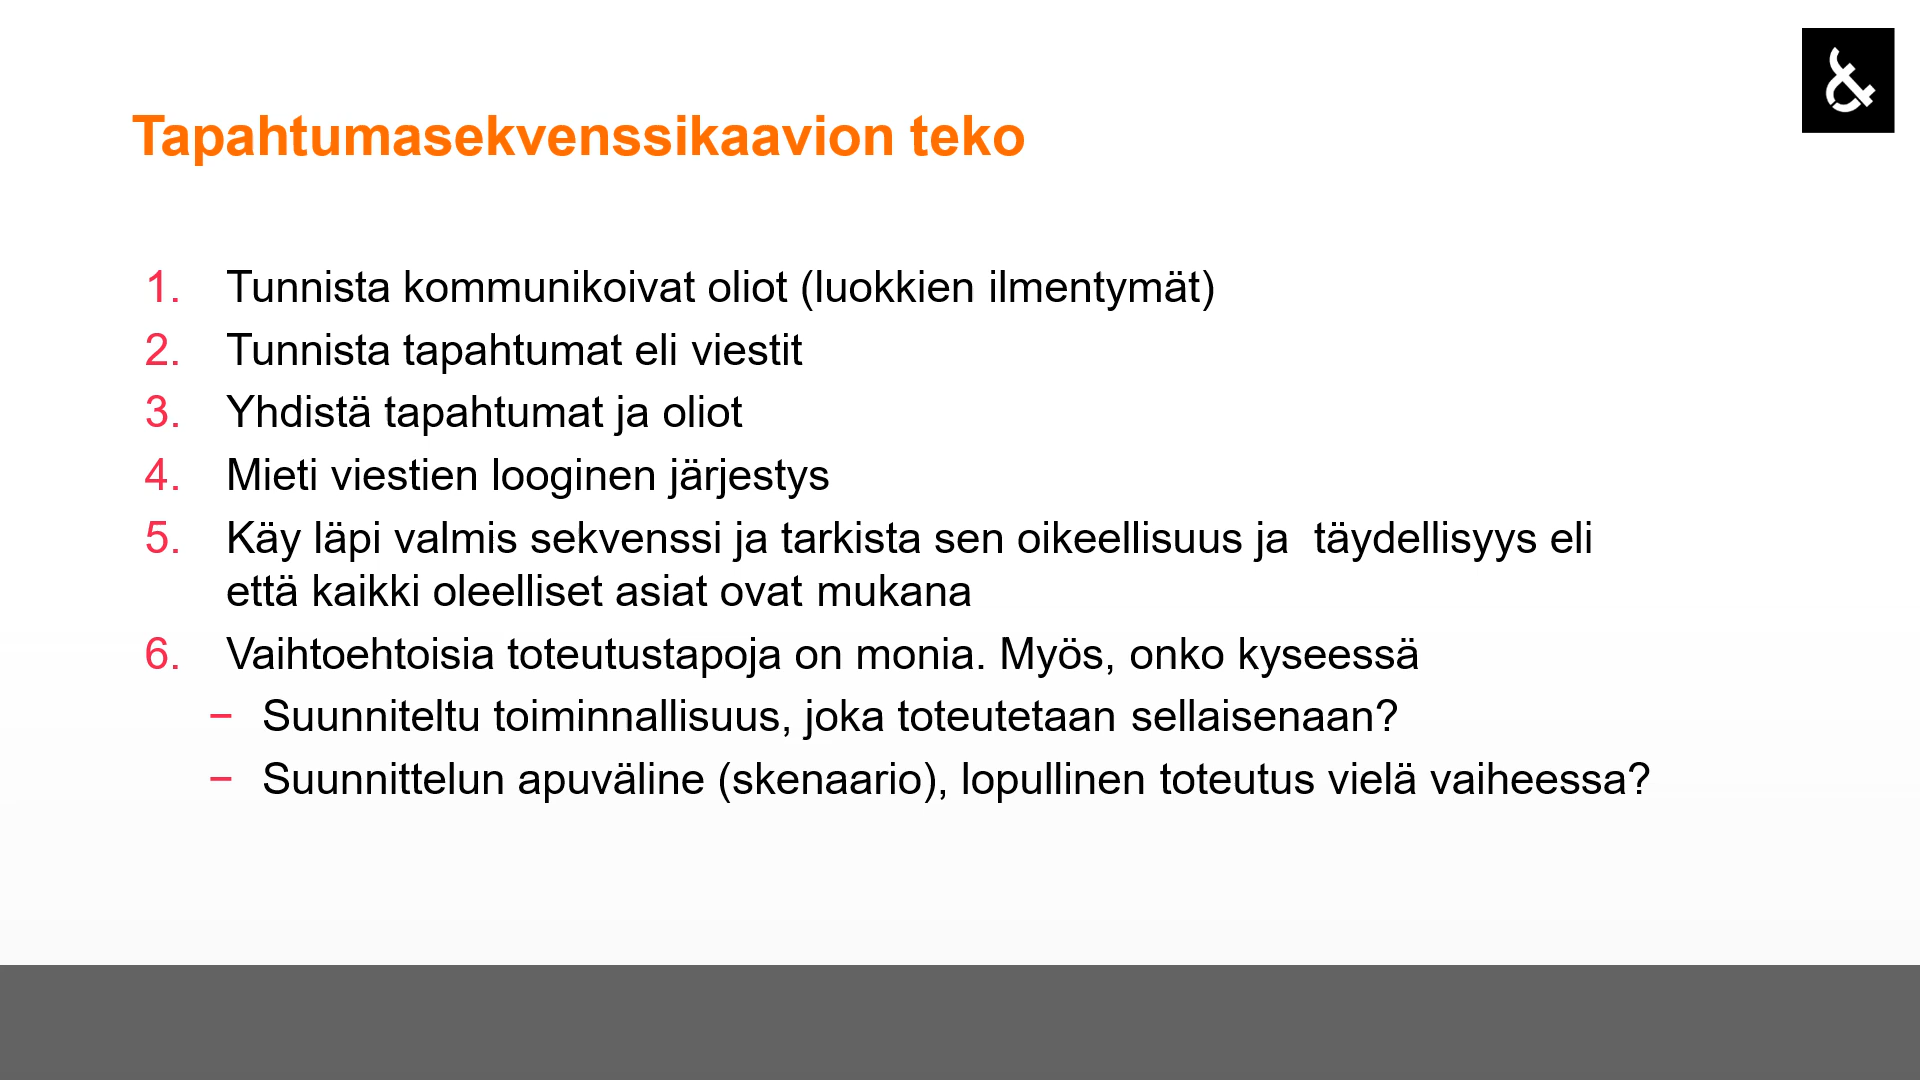 &
Tapahtumasekvenssikaavion teko
1. Tunnista kommunikoivat oliot (luokkien ilmentymät)
2. Tunnista tapahtumat eli viestit
3. Yhdistä tapahtumat ja oliot
4. Mieti viestien looginen järjestys
5. Käy läpi valmis sekvenssi ja tarkista sen oikeellisuus ja  täydellisyys eli
että kaikki oleelliset asiat ovat mukana
6. Vaihtoehtoisia toteutustapoja on monia. Myös, onko kyseessä
− Suunniteltu toiminnallisuus, joka toteutetaan sellaisenaan?
− Suunnittelun apuväline (skenaario), lopullinen toteutus vielä vaiheessa?